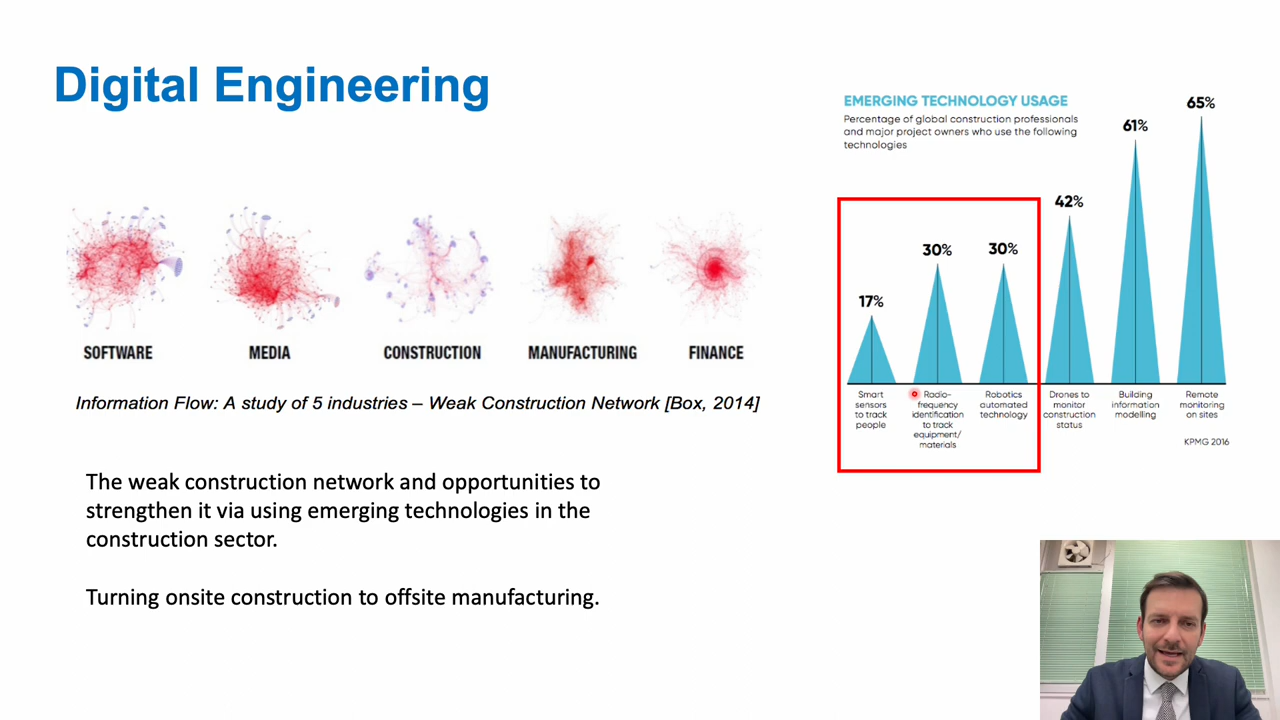 Digital Engineering
EMERGING TECHNOLOGY USAGE
Percentage of global construction professionals
and major project owners who use the following
technologies
17%
30%
30%
42%
61%
65%
Smart
sensors
to track
people
Radio-
frequency
identification
to track
equipment/
materials
Robotics
automated
technology
Drones to
monitor
construction
status
Building
information
modelling
Remote
monitoring
on sites
KPMG 2016
SOFTWARE
MEDIA
CONSTRUCTION
MANUFACTURING
FINANCE
Information Flow: A study of 5 industries – Weak Construction Network [Box, 2014]
The weak construction network and opportunities to
strengthen it via using emerging technologies in the
construction sector.
Turning onsite construction to offsite manufacturing.